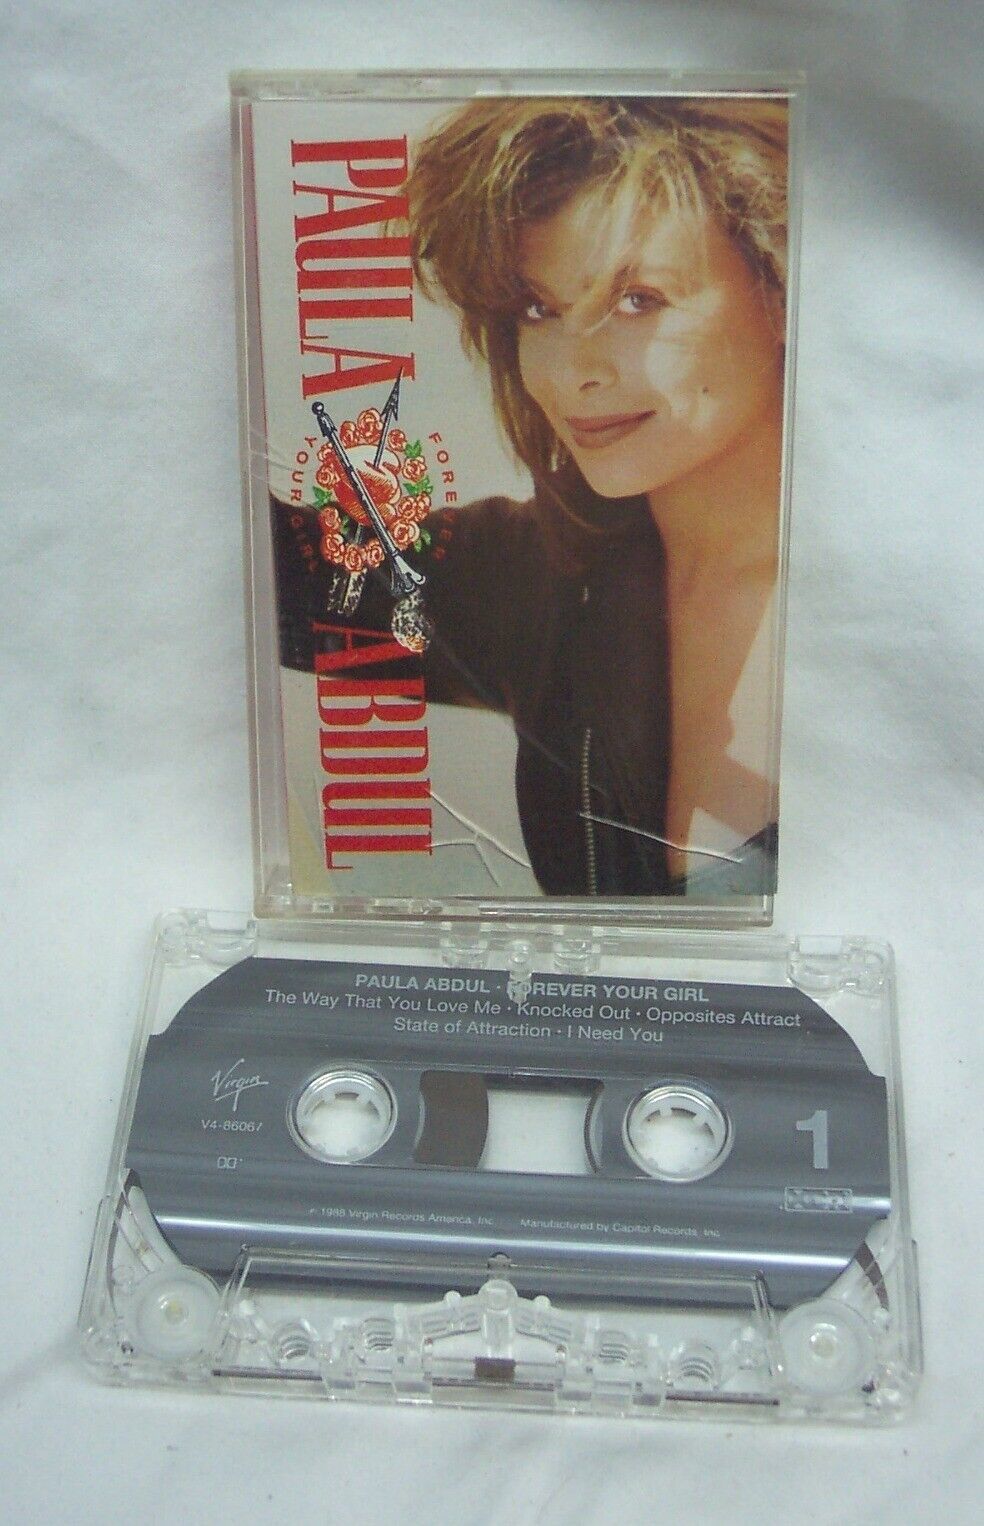 PAULA
FOREVER
YOUR GIRL
ABDUL
PAULA ABDUL · FOREVER YOUR GIRL
The Way That You Love Me · Knocked Out · Opposites Attract
State of Attraction · I Need You
Virgin
V4-86067
1
℗ 1988 Virgin Records America, Inc.
Manufactured by Capitol Records, Inc.